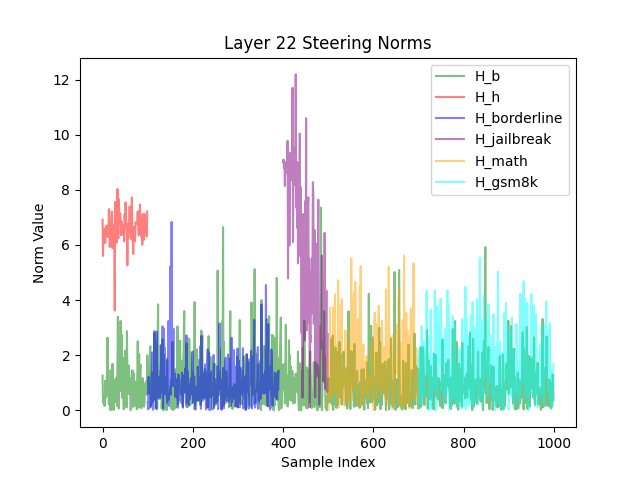 Layer 22 Steering Norms
H_b
H_h
H_borderline
H_jailbreak
H_math
H_gsm8k
Norm Value
12
10
8
6
4
2
0
0 200 400 600 800 1000
Sample Index